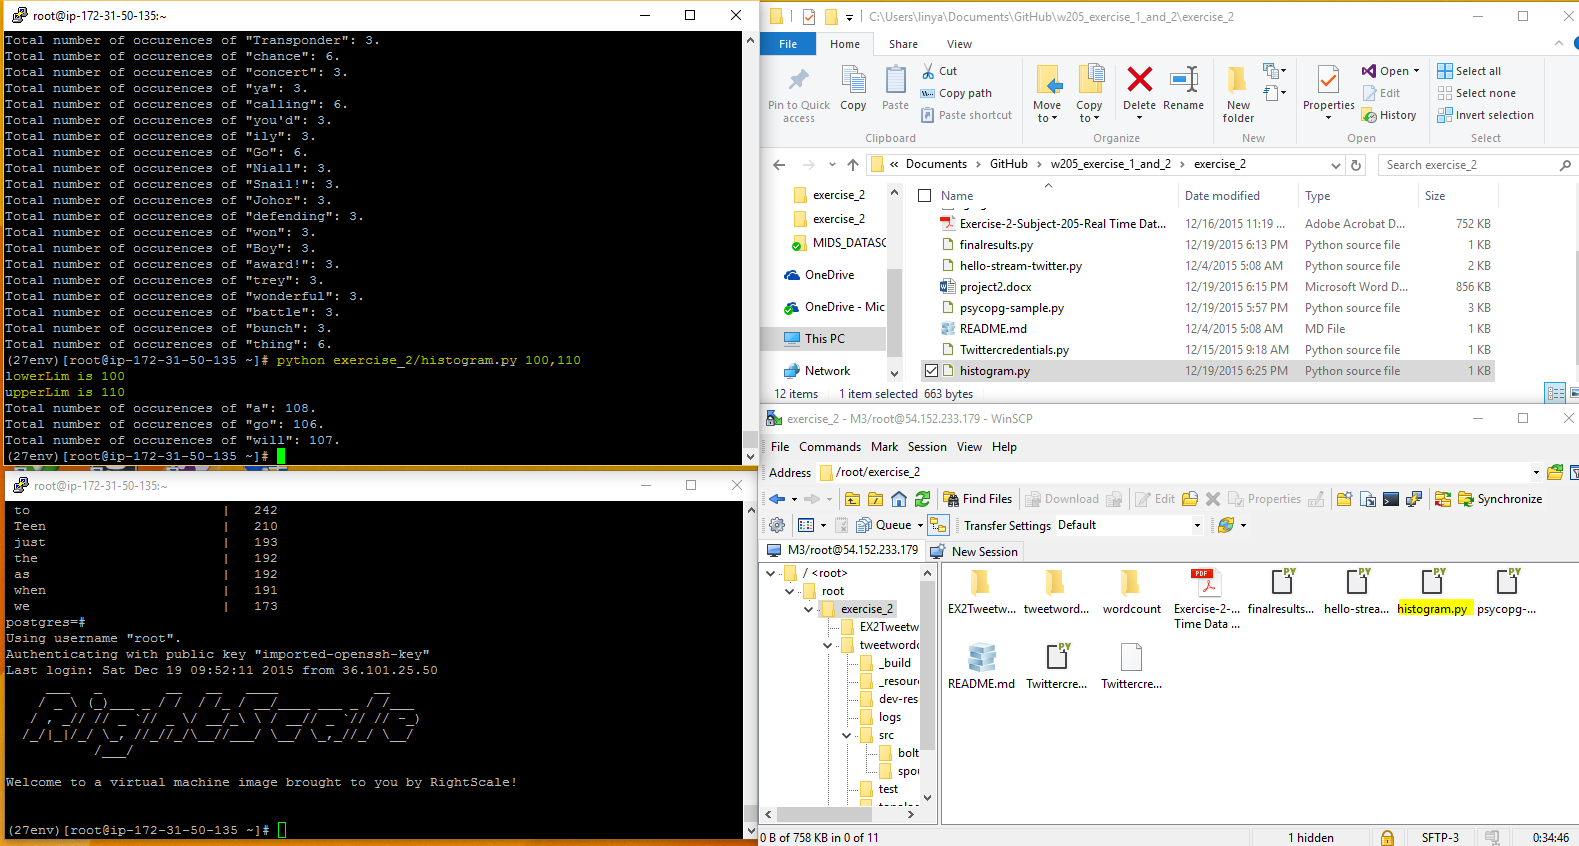 root@ip-172-31-50-135:~
Total number of occurences of "Transponder": 3.
Total number of occurences of "chance": 6.
Total number of occurences of "concert": 3.
Total number of occurences of "ya": 3.
Total number of occurences of "calling": 6.
Total number of occurences of "you'd": 3.
Total number of occurences of "ily": 3.
Total number of occurences of "Go": 6.
Total number of occurences of "Niall": 3.
Total number of occurences of "Snail!": 3.
Total number of occurences of "Johor": 3.
Total number of occurences of "defending": 3.
Total number of occurences of "won": 3.
Total number of occurences of "Boy": 3.
Total number of occurences of "award!": 3.
Total number of occurences of "trey": 3.
Total number of occurences of "wonderful": 3.
Total number of occurences of "battle": 3.
Total number of occurences of "bunch": 3.
Total number of occurences of "thing": 6.
(27env)[root@ip-172-31-50-135 ~]# python exercise_2/histogram.py 100,110
lowerLim is 100
upperLim is 110
Total number of occurences of "a": 108.
Total number of occurences of "go": 106.
Total number of occurences of "will": 107.
(27env)[root@ip-172-31-50-135 ~]#
root@ip-172-31-50-135:~
to | 242
Teen | 210
just | 193
the | 192
as | 192
when | 191
we | 173
postgres=#
Using username "root".
Authenticating with public key "imported-openssh-key"
Last login: Sat Dec 19 09:52:11 2015 from 36.101.25.50
RightScale
Welcome to a virtual machine image brought to you by RightScale!
(27env)[root@ip-172-31-50-135 ~]#
C:\Users\linya\Documents\GitHub\w205_exercise_1_and_2\exercise_2
File Home Share View
Pin to Quick access
Copy
Paste
Cut
Copy path
Paste shortcut
Move to
Copy to
Delete
Rename
New folder
Properties
Open
Edit
History
Select all
Select none
Invert selection
Clipboard Organize New Open Select
« Documents > GitHub > w205_exercise_1_and_2 > exercise_2
Search exercise_2
exercise_2
exercise_2
MIDS_DATASC
OneDrive
OneDrive - Mic
This PC
Network
Name Date modified Type Size
Exercise-2-Subject-205-Real Time Dat... 12/16/2015 11:19 ... Adobe Acrobat D... 752 KB
finalresults.py 12/19/2015 6:13 PM Python source file 1 KB
hello-stream-twitter.py 12/4/2015 5:08 AM Python source file 2 KB
project2.docx 12/19/2015 6:15 PM Microsoft Word D... 856 KB
psycopg-sample.py 12/19/2015 5:57 PM Python source file 3 KB
README.md 12/4/2015 5:08 AM MD File 1 KB
Twittercredentials.py 12/15/2015 9:18 AM Python source file 1 KB
histogram.py 12/19/2015 6:25 PM Python source file 1 KB
12 items 1 item selected 663 bytes
exercise_2 - M3/root@54.152.233.179 - WinSCP
File Commands Mark Session View Help
Address /root/exercise_2
Find Files Download Edit Properties Synchronize
Queue Transfer Settings Default
M3/root@54.152.233.179 New Session
/ <root>
root
exercise_2
EX2Tweetw
tweetwordc
_build
_resour
dev-res
logs
src
bolt
spou
test
EX2Tweetw... tweetword... wordcount Exercise-2-... Time Data ... finalresults... hello-strea... histogram.py psycopg-...
README.md Twittercre... Twittercre...
0 B of 758 KB in 0 of 11 1 hidden SFTP-3 0:34:46